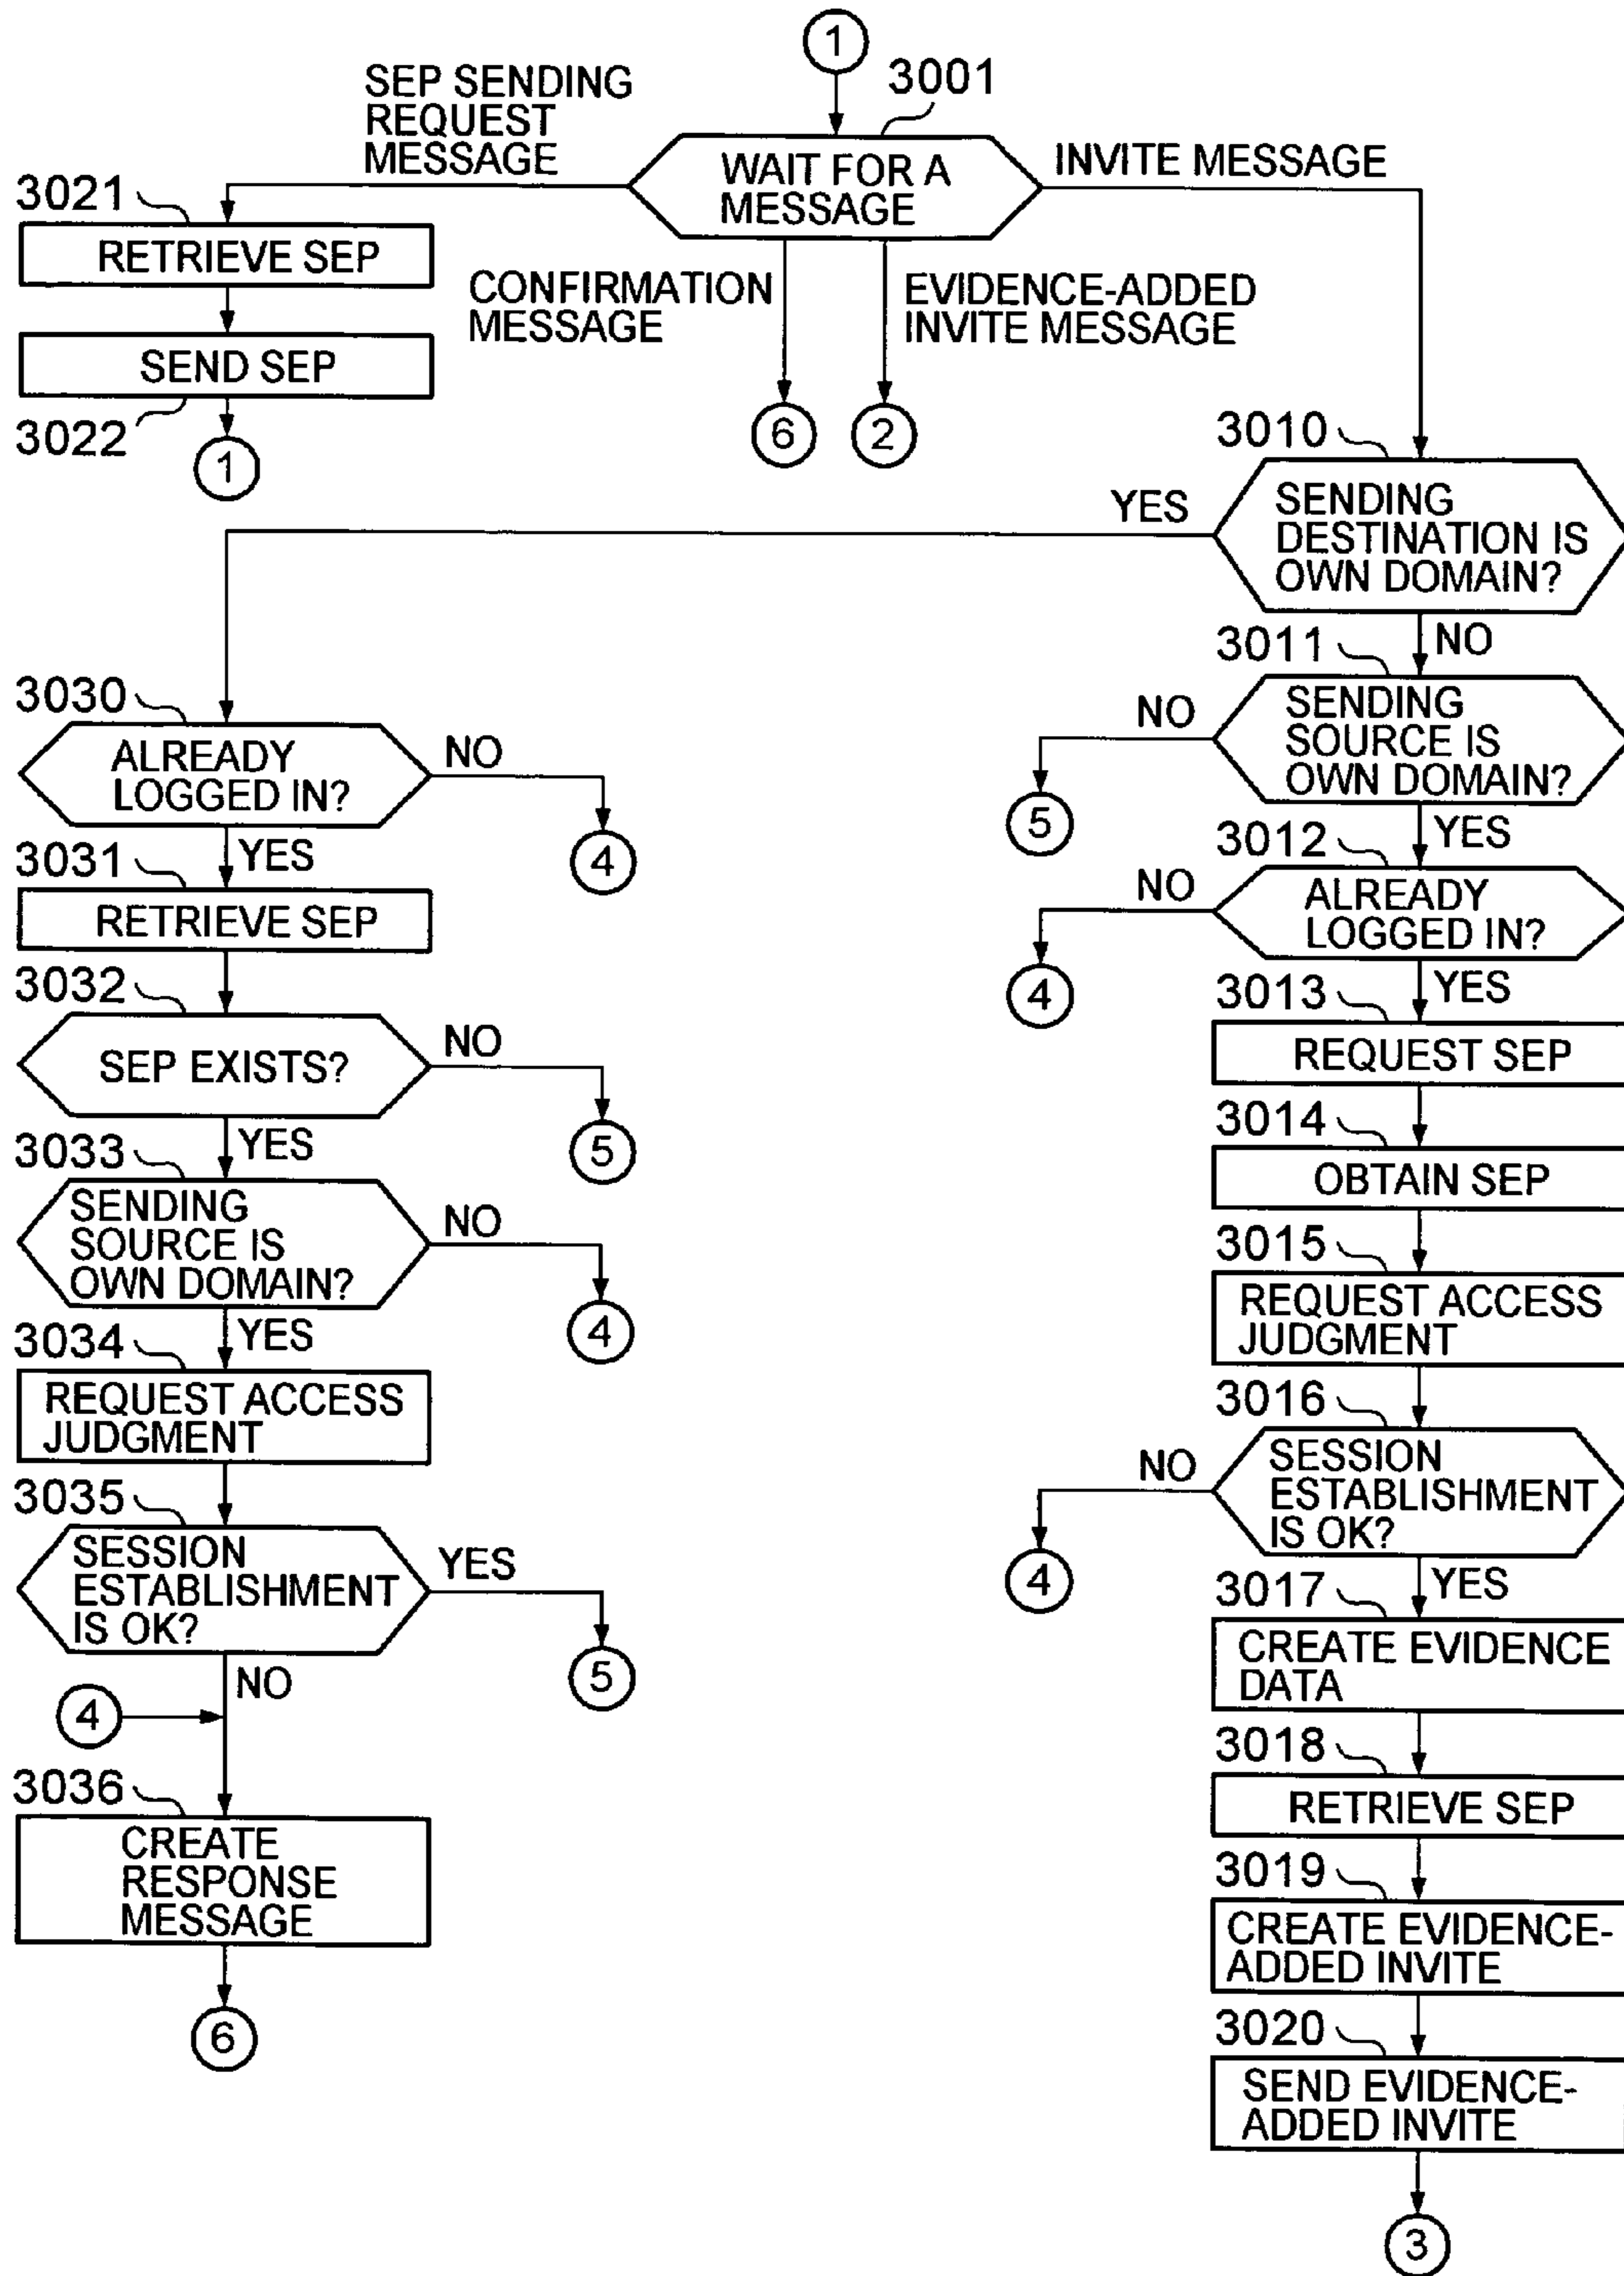 1
3001
WAIT FOR A
MESSAGE
SEP SENDING
REQUEST
MESSAGE
INVITE MESSAGE
CONFIRMATION
MESSAGE
EVIDENCE-ADDED
INVITE MESSAGE
6
2
3021
RETRIEVE SEP
SEND SEP
3022
1
3010
SENDING
DESTINATION IS
OWN DOMAIN?
YES
NO
3030
ALREADY
LOGGED IN?
NO
4
YES
3031
RETRIEVE SEP
3032
SEP EXISTS?
NO
5
YES
3033
SENDING
SOURCE IS
OWN DOMAIN?
NO
4
YES
3034
REQUEST ACCESS
JUDGMENT
3035
SESSION
ESTABLISHMENT
IS OK?
YES
5
NO
4
3036
CREATE
RESPONSE
MESSAGE
6
3011
SENDING
SOURCE IS
OWN DOMAIN?
NO
5
YES
3012
ALREADY
LOGGED IN?
NO
4
YES
3013
REQUEST SEP
3014
OBTAIN SEP
3015
REQUEST ACCESS
JUDGMENT
3016
SESSION
ESTABLISHMENT
IS OK?
NO
4
YES
3017
CREATE EVIDENCE
DATA
3018
RETRIEVE SEP
3019
CREATE EVIDENCE-
ADDED INVITE
3020
SEND EVIDENCE-
ADDED INVITE
3